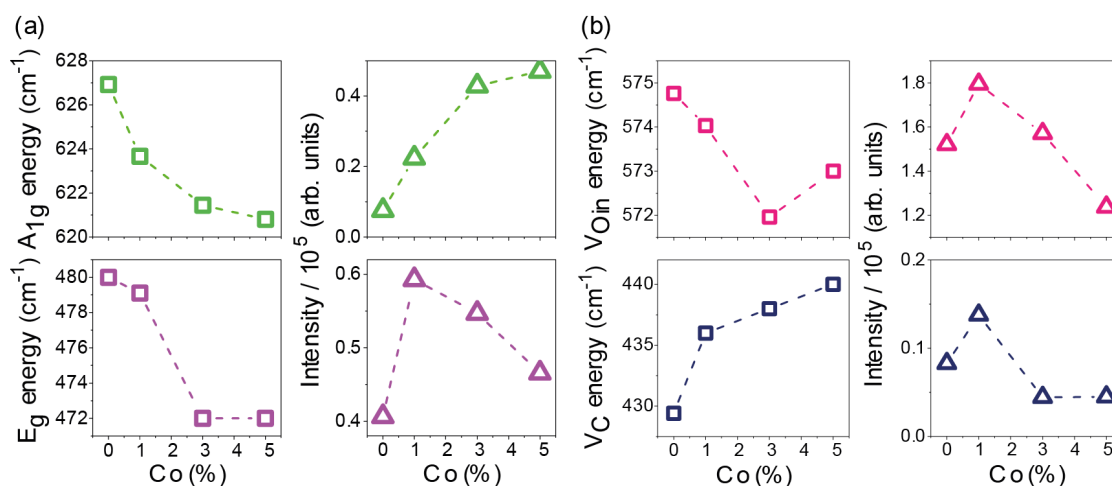 (a)
(b)
A1g energy (cm-1)
628
626
624
622
620
Intensity / 10^5 (arb. units)
0.4
0.2
0.0
VOin energy (cm-1)
575
574
573
572
Intensity / 10^5 (arb. units)
1.8
1.6
1.4
1.2
Eg energy (cm-1)
480
478
476
474
472
0 1 2 3 4 5
Co (%)
0.6
0.5
0.4
0 1 2 3 4 5
Co (%)
VC energy (cm-1)
440
435
430
0 1 2 3 4 5
Co (%)
0.2
0.1
0.0
0 1 2 3 4 5
Co (%)